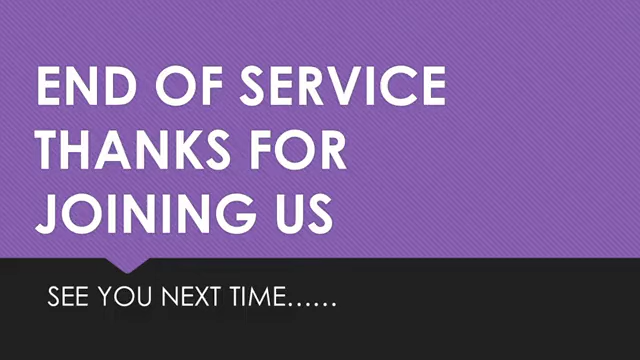 END OF SERVICE
THANKS FOR
JOINING US
SEE YOU NEXT TIME……